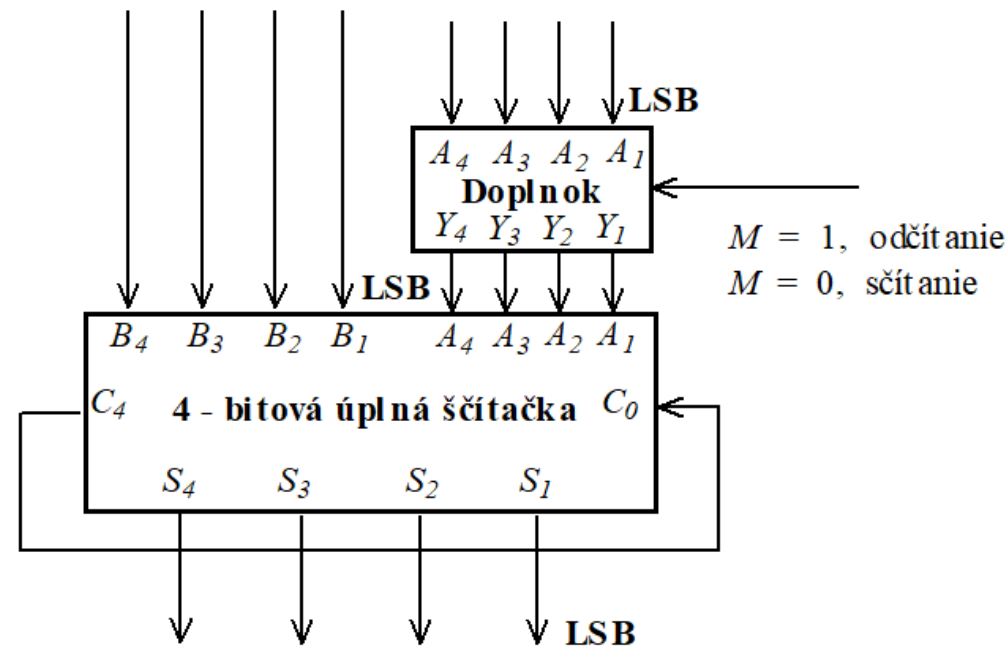 LSB
A4 A3 A2 A1
Doplnok
Y4 Y3 Y2 Y1
M = 1, odčítanie
M = 0, sčítanie
LSB
B4 B3 B2 B1 A4 A3 A2 A1
C4 4 - bitová úplná ščítačka C0
S4 S3 S2 S1
LSB